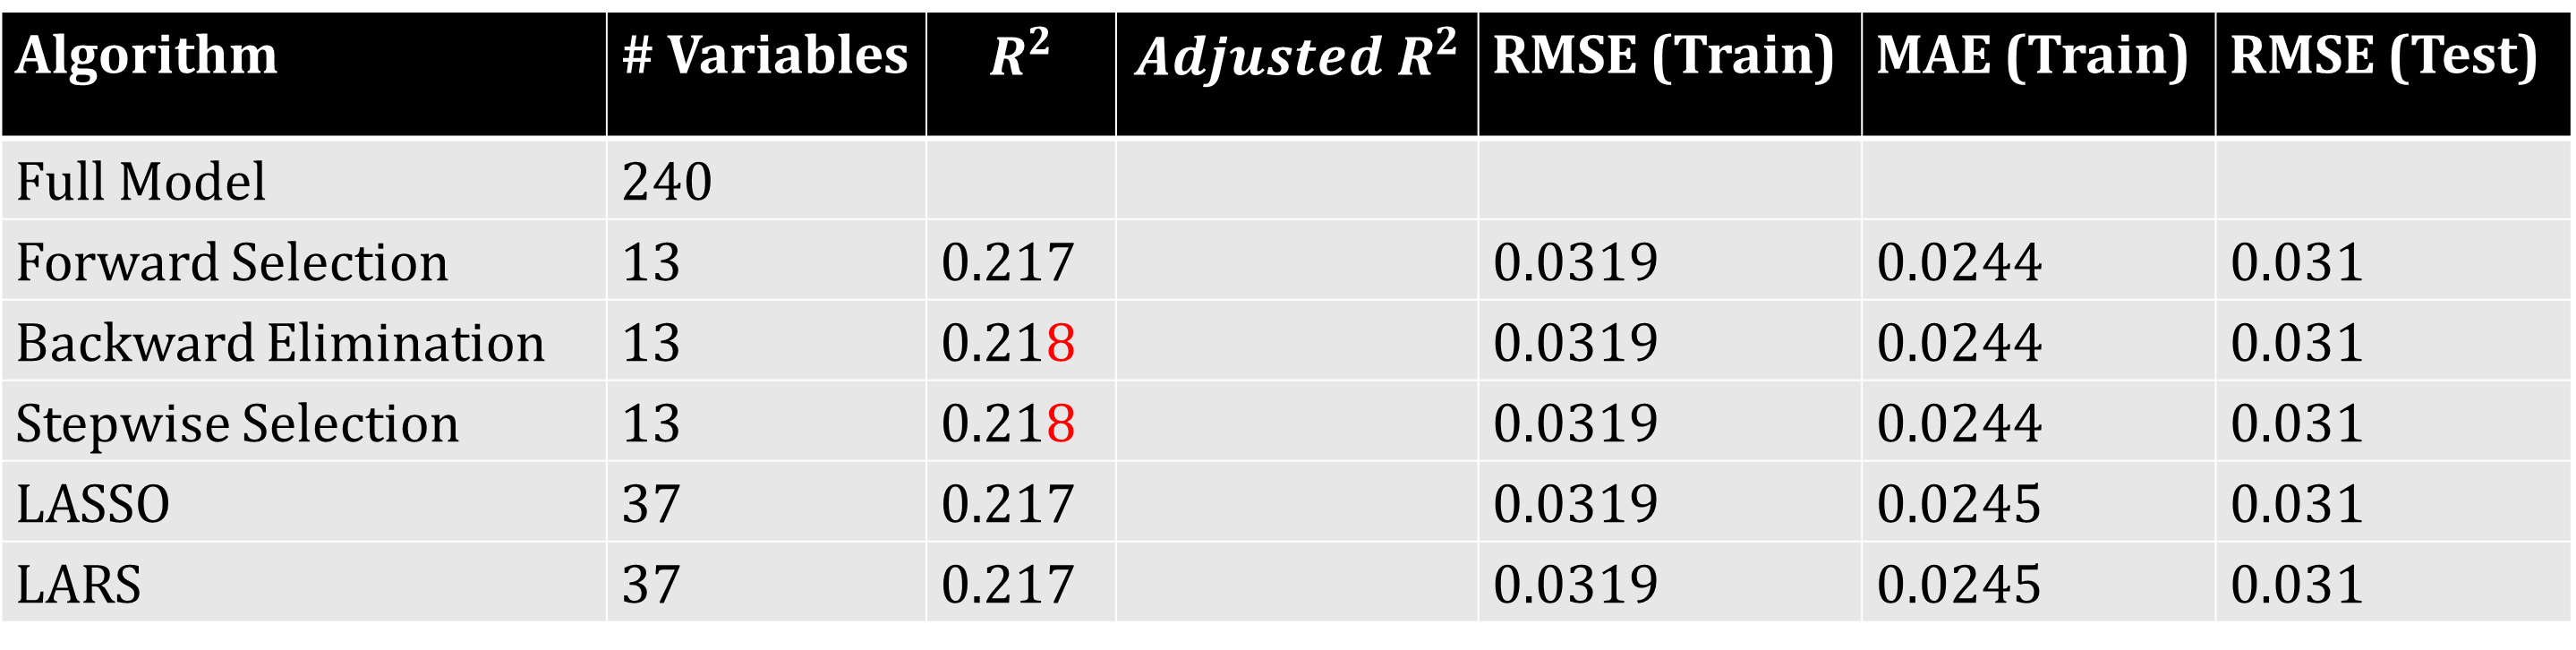 Algorithm # Variables R² Adjusted R² RMSE (Train) MAE (Train) RMSE (Test)
Full Model 240
Forward Selection 13 0.217 0.0319 0.0244 0.031
Backward Elimination 13 0.218 0.0319 0.0244 0.031
Stepwise Selection 13 0.218 0.0319 0.0244 0.031
LASSO 37 0.217 0.0319 0.0245 0.031
LARS 37 0.217 0.0319 0.0245 0.031